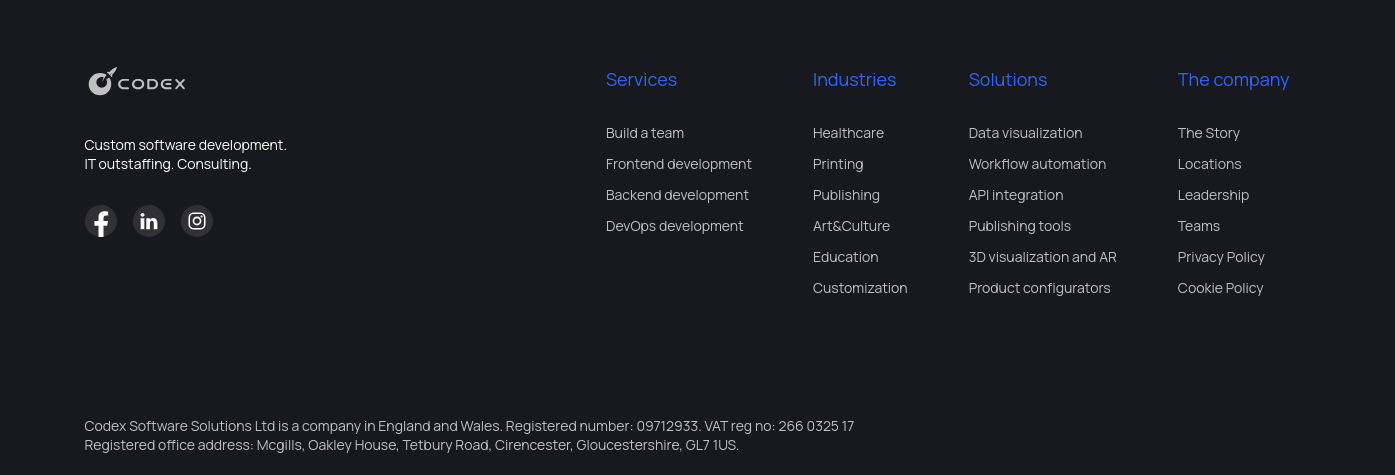 CODEX
Custom software development.
IT outstaffing. Consulting.
Services
Build a team
Frontend development
Backend development
DevOps development
Industries
Healthcare
Printing
Publishing
Art&Culture
Education
Customization
Solutions
Data visualization
Workflow automation
API integration
Publishing tools
3D visualization and AR
Product configurators
The company
The Story
Locations
Leadership
Teams
Privacy Policy
Cookie Policy
Codex Software Solutions Ltd is a company in England and Wales. Registered number: 09712933. VAT reg no: 266 0325 17
Registered office address: Mcgills, Oakley House, Tetbury Road, Cirencester, Gloucestershire, GL7 1US.